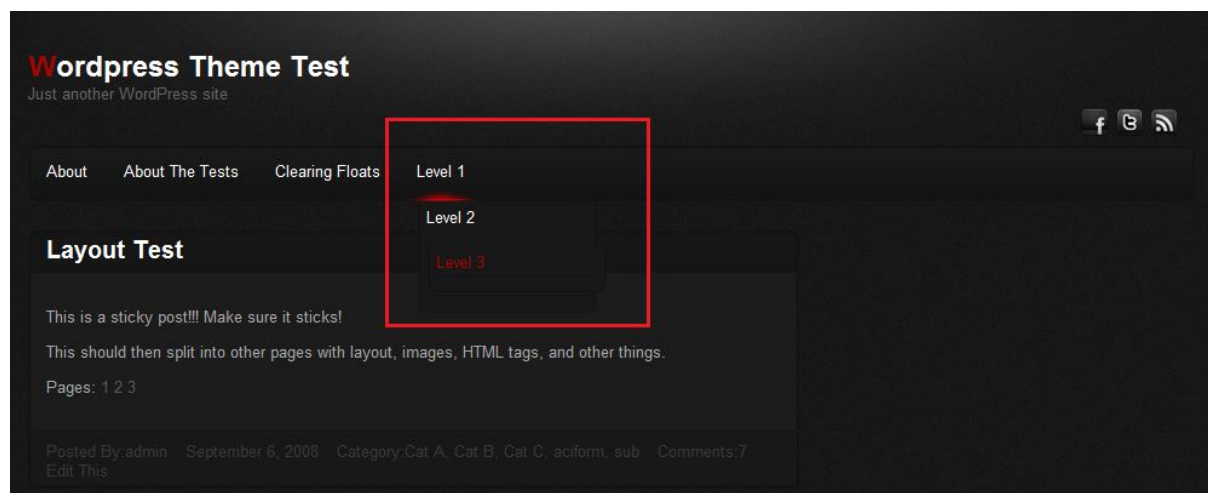 Wordpress Theme Test
Just another WordPress site
About About The Tests Clearing Floats Level 1
Level 2
Level 3
Layout Test
This is a sticky post!!! Make sure it sticks!
This should then split into other pages with layout, images, HTML tags, and other things.
Pages: 1 2 3
Posted By:admin September 6, 2008 Category:Cat A, Cat B, Cat C, aciform, sub Comments:7
Edit This